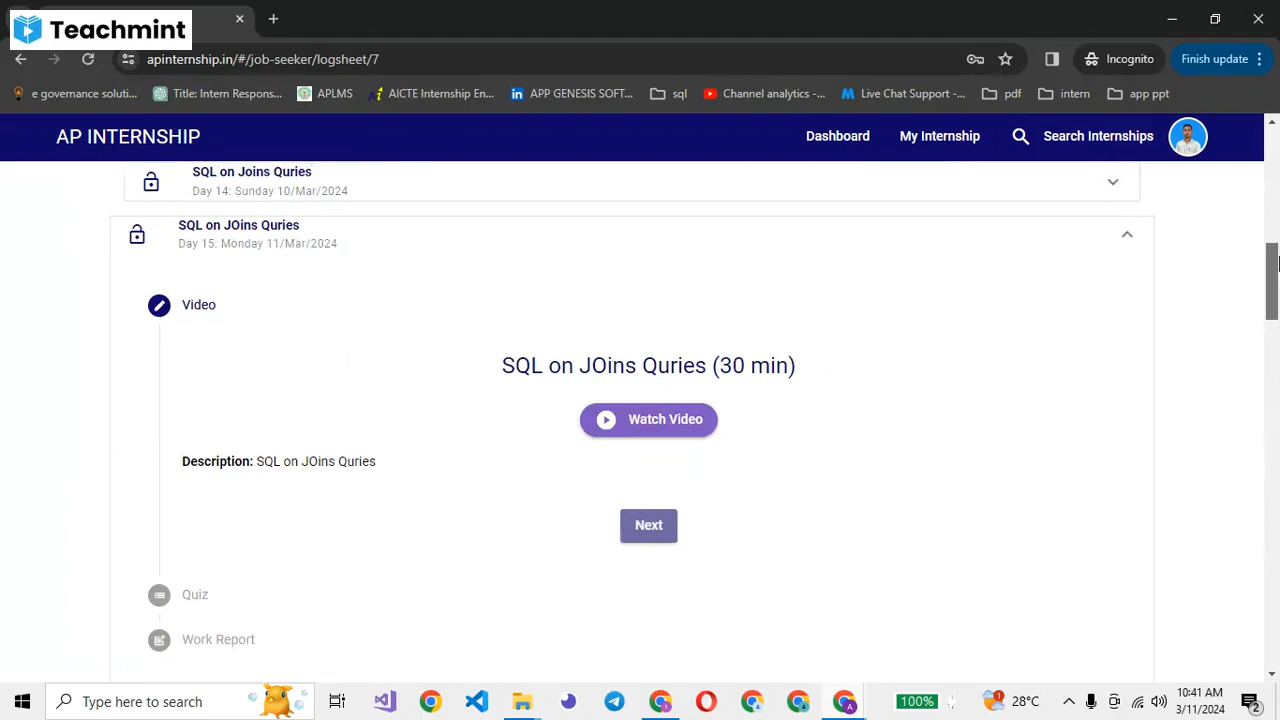 Teachmint
apinternship.in/#/job-seeker/logsheet/7
Incognito
Finish update
e governance soluti...
Title: Intern Respons...
APLMS
AICTE Internship En...
APP GENESIS SOFT...
sql
Channel analytics -...
Live Chat Support -...
pdf
intern
app ppt
AP INTERNSHIP
Dashboard
My Internship
Search Internships
SQL on Joins Quries
Day 14: Sunday 10/Mar/2024
SQL on JOins Quries
Day 15: Monday 11/Mar/2024
Video
SQL on JOins Quries (30 min)
Watch Video
Description: SQL on JOins Quries
Next
Quiz
Work Report
Type here to search
100%
28°C
10:41 AM
3/11/2024
2